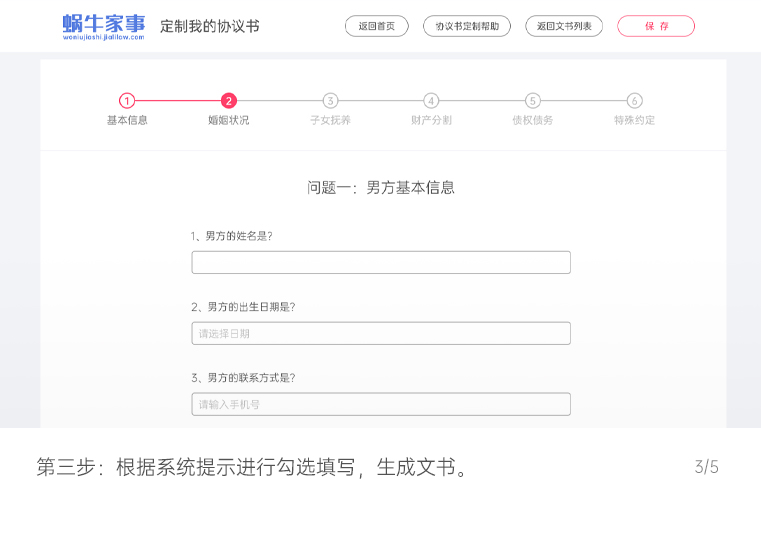 蜗牛家事
woniujiashi.jialilaw.com
定制我的协议书
返回首页
协议书定制帮助
返回文书列表
保 存
1 2 3 4 5 6
基本信息 婚姻状况 子女抚养 财产分割 债权债务 特殊约定
问题一：男方基本信息
1、男方的姓名是?
2、男方的出生日期是?
请选择日期
3、男方的联系方式是?
请输入手机号
第三步：根据系统提示进行勾选填写，生成文书。
3/5